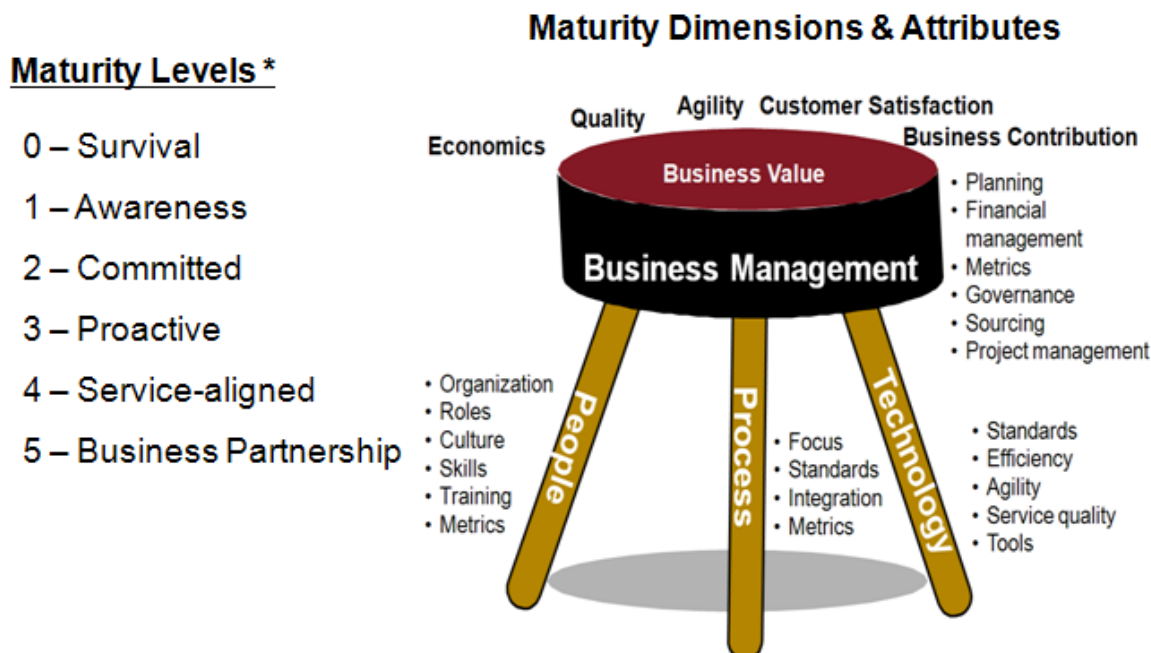 Maturity Dimensions & Attributes
Maturity Levels *
0 – Survival
1 – Awareness
2 – Committed
3 – Proactive
4 – Service-aligned
5 – Business Partnership
Economics
Quality
Agility
Customer Satisfaction
Business Contribution
Business Value
Business Management
• Planning
• Financial
management
• Metrics
• Governance
• Sourcing
• Project management
People
• Organization
• Roles
• Culture
• Skills
• Training
• Metrics
Process
• Focus
• Standards
• Integration
• Metrics
Technology
• Standards
• Efficiency
• Agility
• Service quality
• Tools